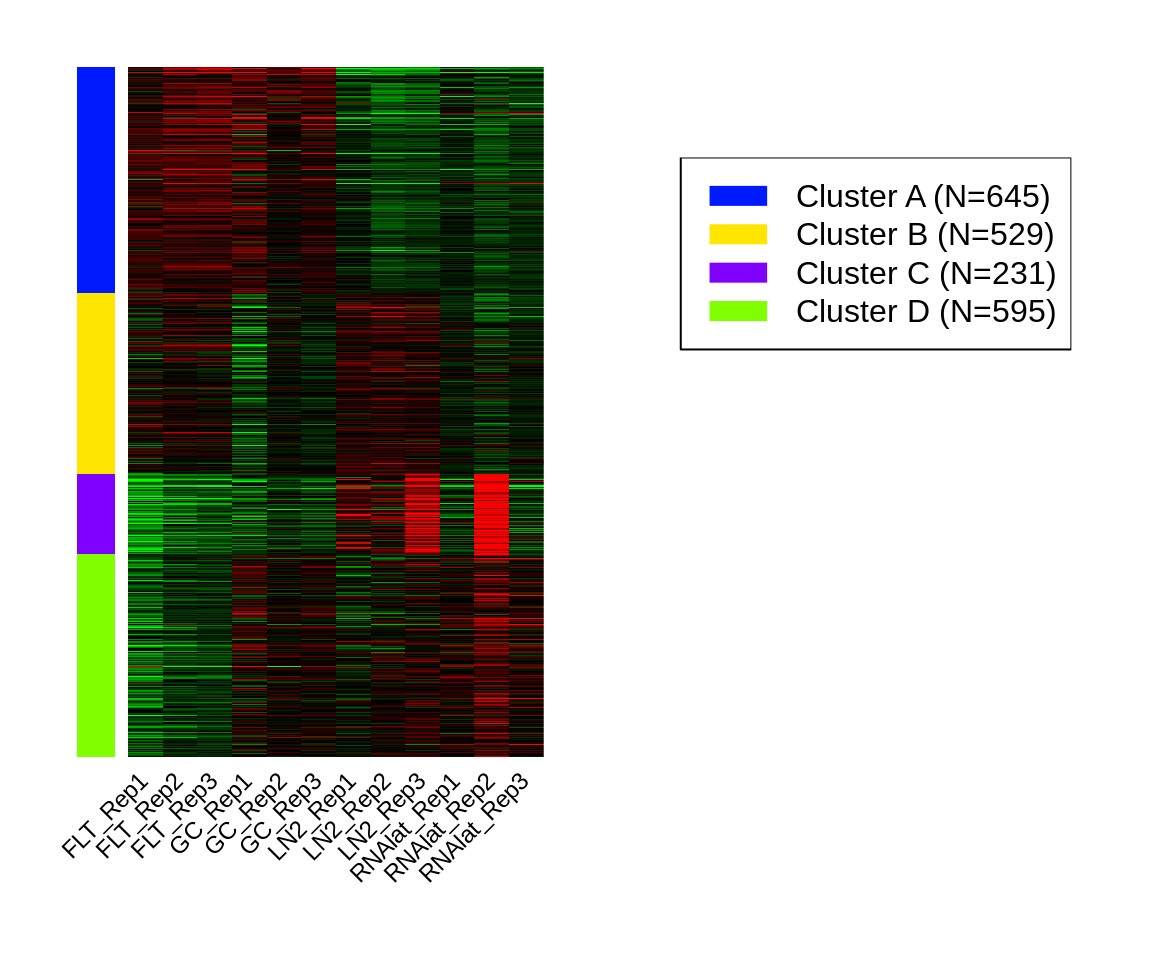 Cluster A (N=645)
Cluster B (N=529)
Cluster C (N=231)
Cluster D (N=595)
FLT_Rep1
FLT_Rep2
FLT_Rep3
GC_Rep1
GC_Rep2
GC_Rep3
LN2_Rep1
LN2_Rep2
LN2_Rep3
RNAlat_Rep1
RNAlat_Rep2
RNAlat_Rep3